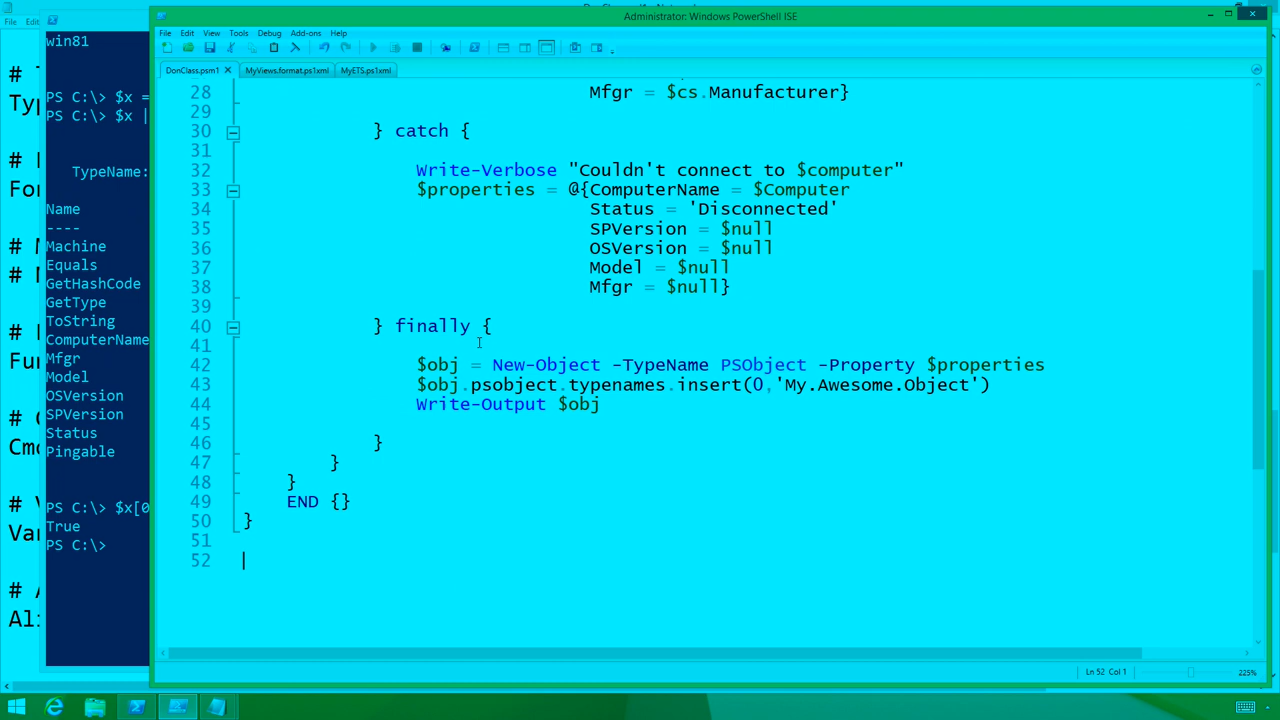 Administrator: Windows PowerShell ISE
File Edit View Tools Debug Add-ons Help
DonClass.psm1 MyViews.format.ps1xml MyETS.ps1xml
28 Mfgr = $cs.Manufacturer}
29
30 } catch {
31
32 Write-Verbose "Couldn't connect to $computer"
33 $properties = @{ComputerName = $Computer
34 Status = 'Disconnected'
35 SPVersion = $null
36 OSVersion = $null
37 Model = $null
38 Mfgr = $null}
39
40 } finally {
41
42 $obj = New-Object -TypeName PSObject -Property $properties
43 $obj.psobject.typenames.insert(0,'My.Awesome.Object')
44 Write-Output $obj
45
46 }
47 }
48 }
49 END {}
50 }
51
52
Ln 52 Col 1 225%
File Edit
win81
PS C:\> $x =
PS C:\> $x |
TypeName:
Name
----
Machine
Equals
GetHashCode
GetType
ToString
ComputerName
Mfgr
Model
OSVersion
SPVersion
Status
Pingable
PS C:\> $x[0
True
PS C:\>